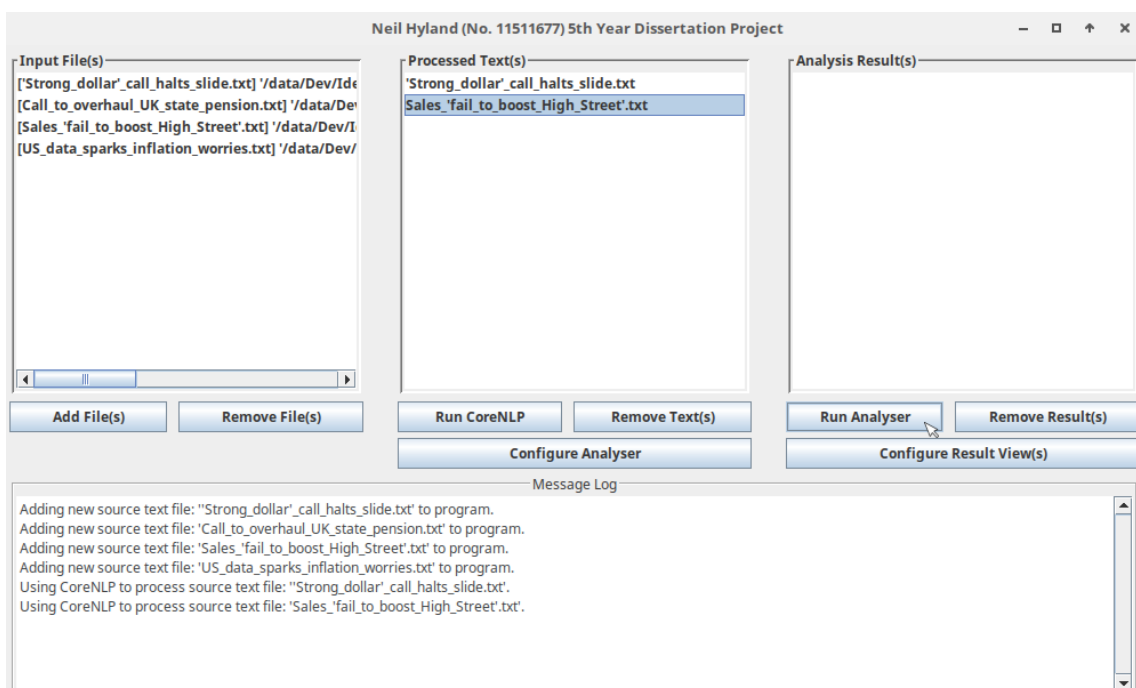 Neil Hyland (No. 11511677) 5th Year Dissertation Project
Input File(s)
['Strong_dollar'_call_halts_slide.txt] '/data/Dev/Ide
[Call_to_overhaul_UK_state_pension.txt] '/data/Dev
[Sales_'fail_to_boost_High_Street'.txt] '/data/Dev/I
[US_data_sparks_inflation_worries.txt] '/data/Dev/
Add File(s)
Remove File(s)
Processed Text(s)
'Strong_dollar'_call_halts_slide.txt
Sales_'fail_to_boost_High_Street'.txt
Run CoreNLP
Remove Text(s)
Configure Analyser
Analysis Result(s)
Run Analyser
Remove Result(s)
Configure Result View(s)
Message Log
Adding new source text file: ''Strong_dollar'_call_halts_slide.txt' to program.
Adding new source text file: 'Call_to_overhaul_UK_state_pension.txt' to program.
Adding new source text file: 'Sales_'fail_to_boost_High_Street'.txt' to program.
Adding new source text file: 'US_data_sparks_inflation_worries.txt' to program.
Using CoreNLP to process source text file: ''Strong_dollar'_call_halts_slide.txt'.
Using CoreNLP to process source text file: 'Sales_'fail_to_boost_High_Street'.txt'.